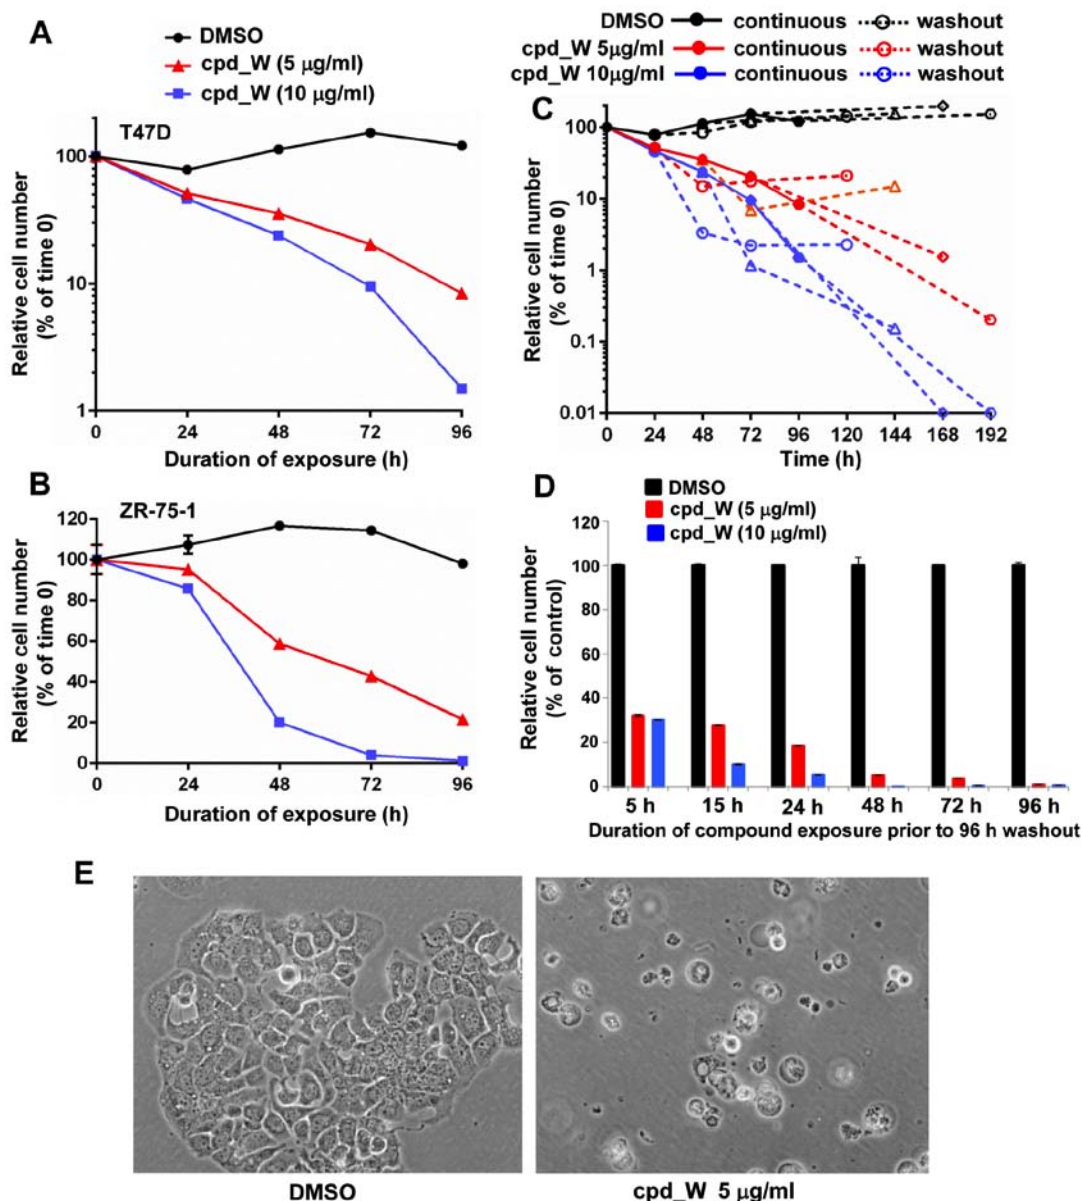 A
DMSO
cpd_W (5 μg/ml)
cpd_W (10 μg/ml)
T47D
Relative cell number
(% of time 0)
100
10
1
0 24 48 72 96
Duration of exposure (h)
DMSO continuous washout
cpd_W 5μg/ml continuous washout
cpd_W 10μg/ml continuous washout
C
Relative cell number
(% of time 0)
100
10
1
0.1
0.01
0 24 48 72 96 120 144 168 192
Time (h)
B
ZR-75-1
Relative cell number
(% of time 0)
120
100
80
60
40
20
0
0 24 48 72 96
Duration of exposure (h)
D
DMSO
cpd_W (5 μg/ml)
cpd_W (10 μg/ml)
Relative cell number
(% of control)
120
100
80
60
40
20
0
5 h 15 h 24 h 48 h 72 h 96 h
Duration of compound exposure prior to 96 h washout
E
DMSO
cpd_W 5 μg/ml